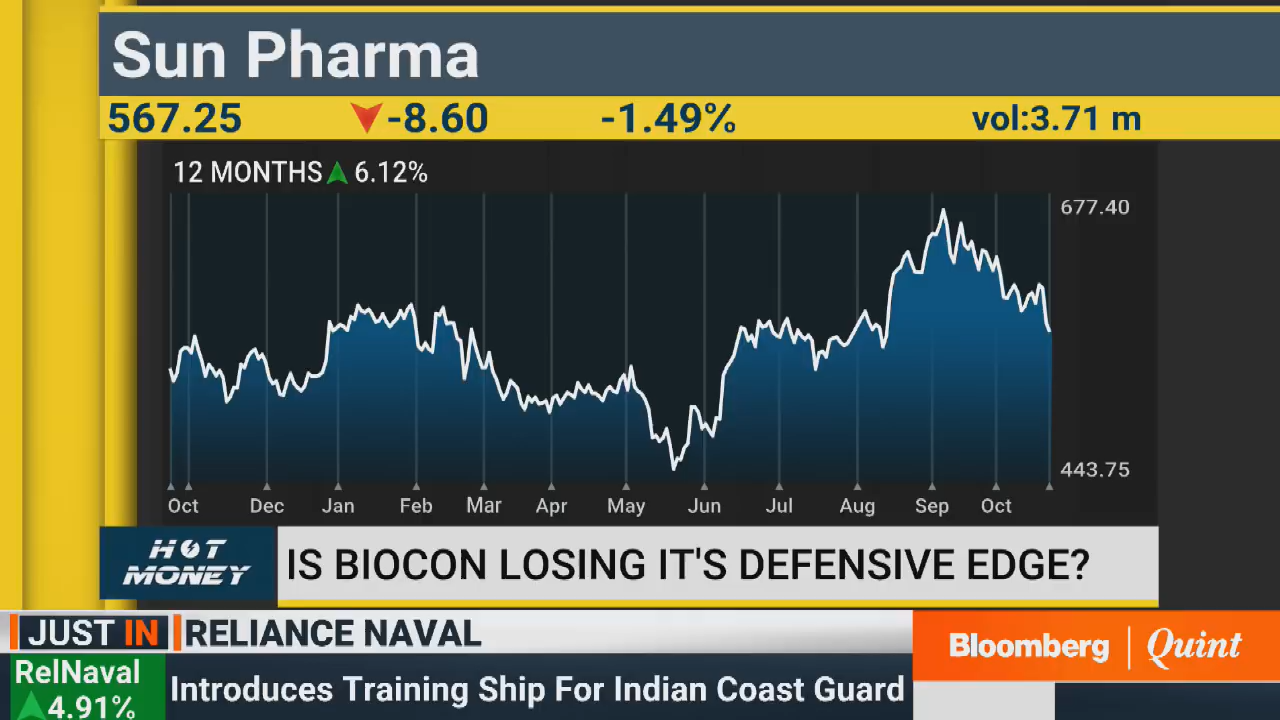 Sun Pharma
567.25 -8.60 -1.49% vol:3.71 m
12 MONTHS 6.12%
677.40
443.75
Oct Dec Jan Feb Mar Apr May Jun Jul Aug Sep Oct
HOT
MONEY
IS BIOCON LOSING IT'S DEFENSIVE EDGE?
JUST IN RELIANCE NAVAL
RelNaval
4.91%
Introduces Training Ship For Indian Coast Guard
Bloomberg | Quint